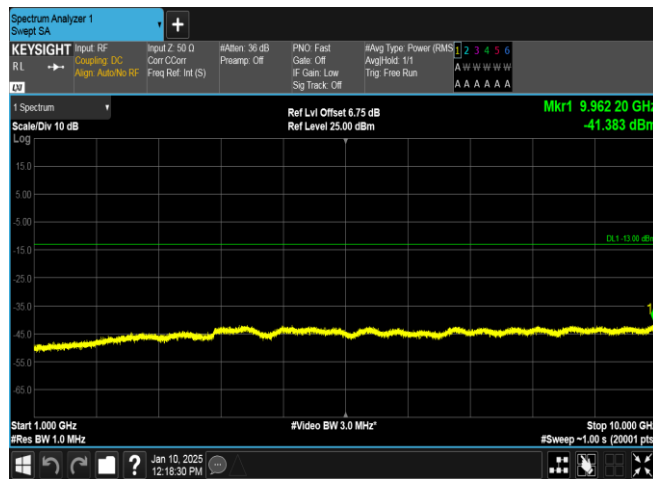 Spectrum Analyzer 1
Swept SA
+
KEYSIGHT
RL
LXI
Input: RF
Coupling: DC
Align: Auto/No RF
Input Z: 50 Ω
Corr CCorr
Freq Ref: Int (S)
#Atten: 36 dB
Preamp: Off
PNO: Fast
Gate: Off
IF Gain: Low
Sig Track: Off
#Avg Type: Power (RMS
Avg|Hold: 1/1
Trig: Free Run
1 2 3 4 5 6
A W W W W W
A A A A A A
1 Spectrum
Scale/Div 10 dB
Log
Ref Lvl Offset 6.75 dB
Ref Level 25.00 dBm
Mkr1 9.962 20 GHz
-41.383 dBm
15.0
5.00
-5.00
DL1 -13.00 dBm
-15.0
-25.0
-35.0
1
-45.0
-55.0
-65.0
Start 1.000 GHz
#Res BW 1.0 MHz
#Video BW 3.0 MHz*
Stop 10.000 GH
#Sweep ~1.00 s (20001 pts
?
Jan 10, 2025
12:18:30 PM